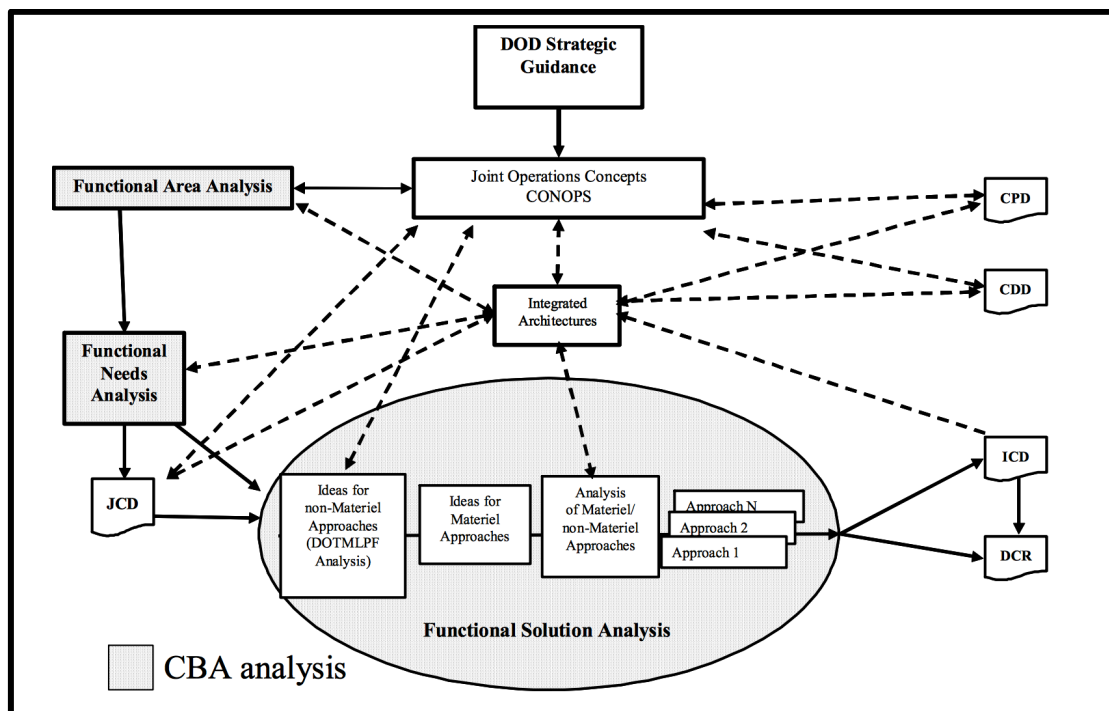 DOD Strategic
Guidance
Functional Area Analysis
Joint Operations Concepts
CONOPS
CPD
CDD
Integrated
Architectures
Functional
Needs
Analysis
JCD
Ideas for
non-Materiel
Approaches
(DOTMLPF
Analysis)
Ideas for
Materiel
Approaches
Analysis
of Materiel/
non-Materiel
Approaches
Approach N
Approach 2
Approach 1
ICD
DCR
Functional Solution Analysis
CBA analysis